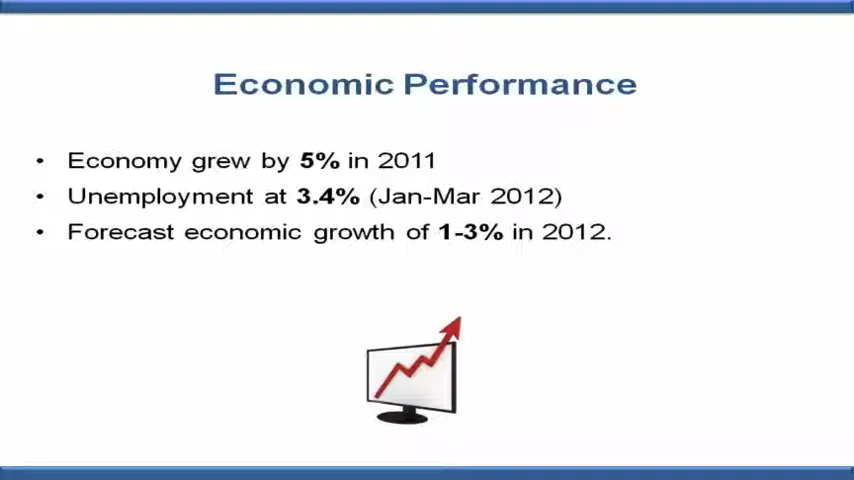 Economic Performance
• Economy grew by 5% in 2011
• Unemployment at 3.4% (Jan-Mar 2012)
• Forecast economic growth of 1-3% in 2012.